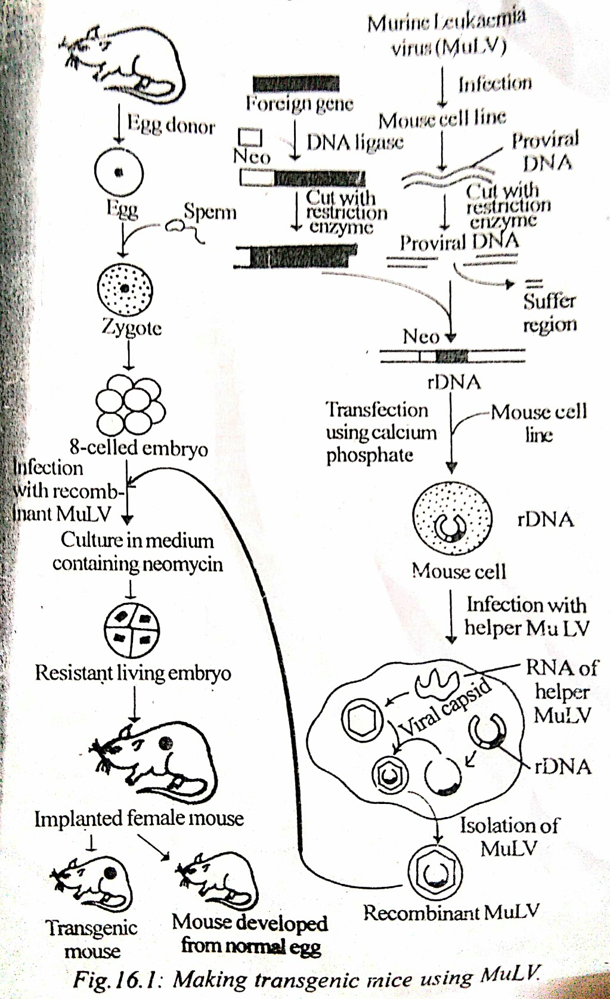 Murine Leukaemia
virus (MuLV)
Infection
Mouse cell line
Proviral
DNA
Cut with
restriction
enzyme
Proviral DNA
Suffer
region
Foreign gene
DNA ligase
Neo
Cut with
restriction
enzyme
Neo
rDNA
Transfection
using calcium
phosphate
Mouse cell
line
rDNA
Mouse cell
Infection with
helper Mu LV
RNA of
helper
MuLV
Viral capsid
rDNA
Isolation of
MuLV
Recombinant MuLV
Egg donor
Egg
Sperm
Zygote
8-celled embryo
Infection
with recomb-
inant MuLV
Culture in medium
containing neomycin
Resistant living embryo
Implanted female mouse
Transgenic
mouse
Mouse developed
from normal egg
Fig. 16.1: Making transgenic mice using MuLV.